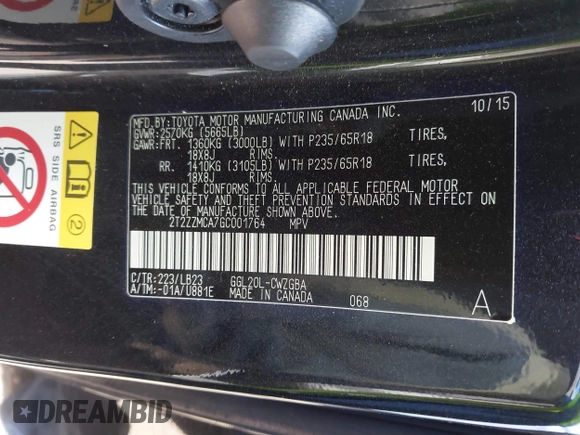 MFD.BY:TOYOTA MOTOR MANUFACTURING CANADA INC. 10/15
GVWR:2570KG (5665LB)
GAWR:FRT. 1360KG (3000LB) WITH P235/65R18 TIRES,
18X8J RIMS.
RR. 1410KG (3105LB) WITH P235/65R18 TIRES,
18X8J RIMS.
THIS VEHICLE CONFORMS TO ALL APPLICABLE FEDERAL MOTOR
VEHICLE SAFETY AND THEFT PREVENTION STANDARDS IN EFFECT ON
THE DATE OF MANUFACTURE SHOWN ABOVE.
2T2ZZMCA7GC001764 MPV
C/TR:223/LB23 GGL20L-CWZGBA
A/TM:-01A/U881E MADE IN CANADA 068 A
SRS SIDE AIRBAG
2
DREAMBID